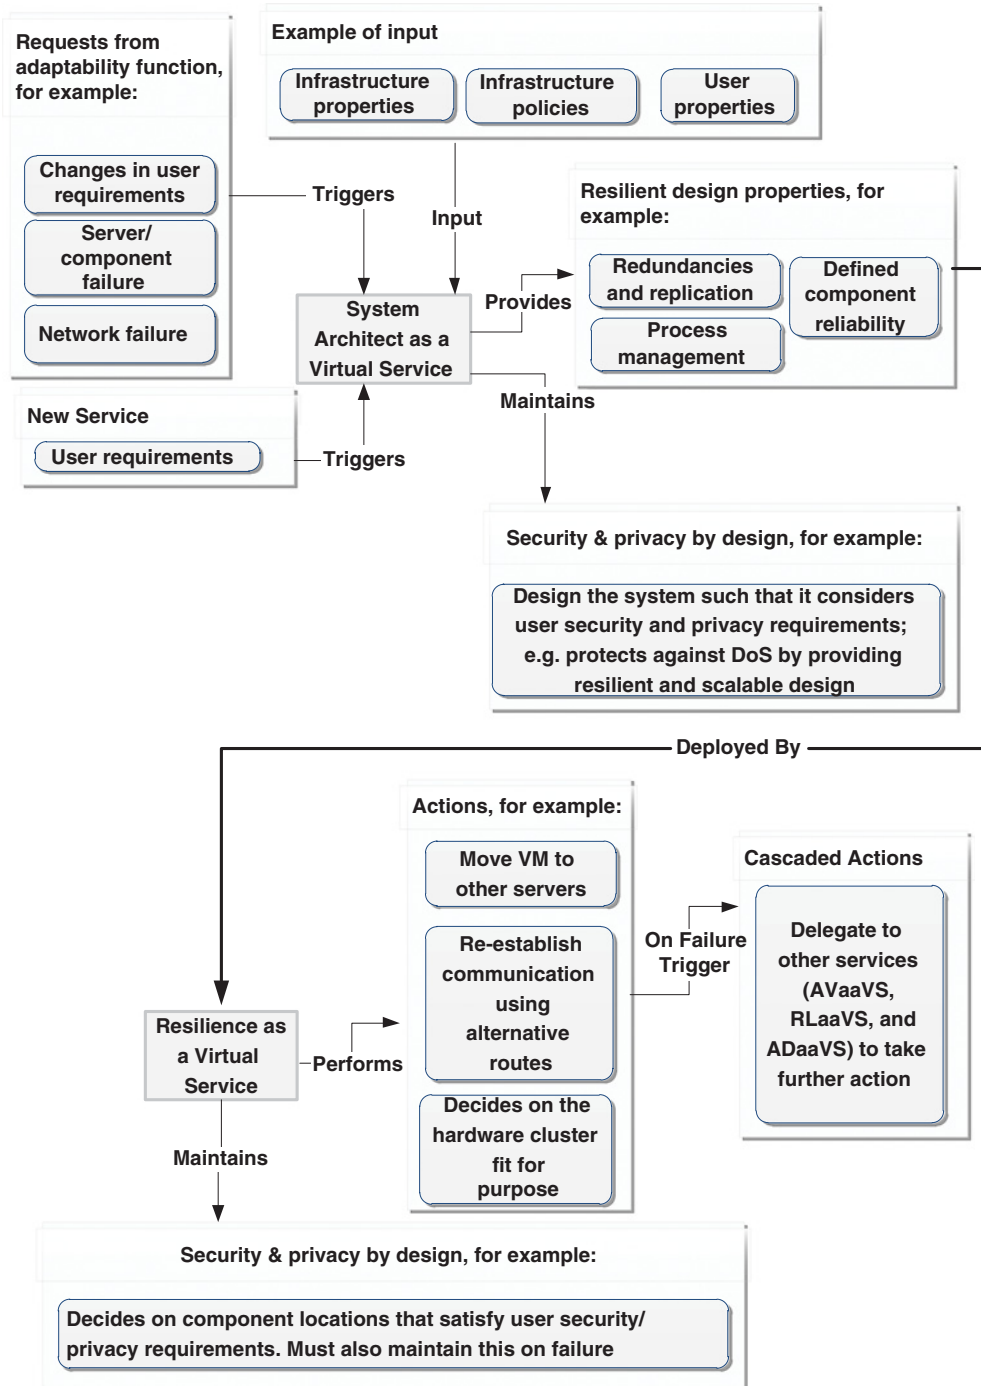 Requests from
adaptability function,
for example:
Changes in user
requirements
Server/
component
failure
Network failure
Example of input
Infrastructure
properties
Infrastructure
policies
User
properties
Triggers
Input
System
Architect as a
Virtual Service
Provides
Resilient design properties, for
example:
Redundancies
and replication
Process
management
Defined
component
reliability
Maintains
New Service
User requirements
Triggers
Security & privacy by design, for example:
Design the system such that it considers
user security and privacy requirements;
e.g. protects against DoS by providing
resilient and scalable design
Deployed By
Resilience as
a Virtual
Service
Performs
Actions, for example:
Move VM to
other servers
Re-establish
communication
using
alternative
routes
Decides on the
hardware cluster
fit for
purpose
On Failure
Trigger
Cascaded Actions
Delegate to
other services
(AVaaVS,
RLaaVS, and
ADaaVS) to take
further action
Maintains
Security & privacy by design, for example:
Decides on component locations that satisfy user security/
privacy requirements. Must also maintain this on failure